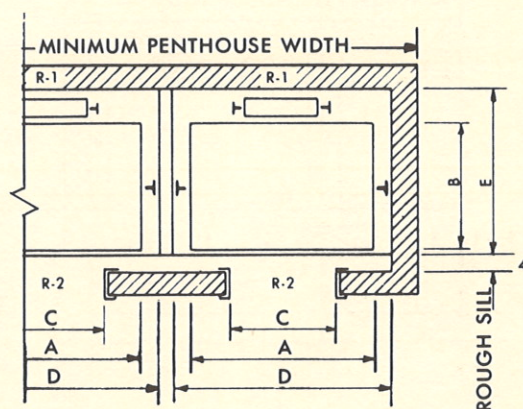 MINIMUM PENTHOUSE WIDTH
R-1 R-1
B E
R-2 R-2
C C
A A
D D
ROUGH SILL